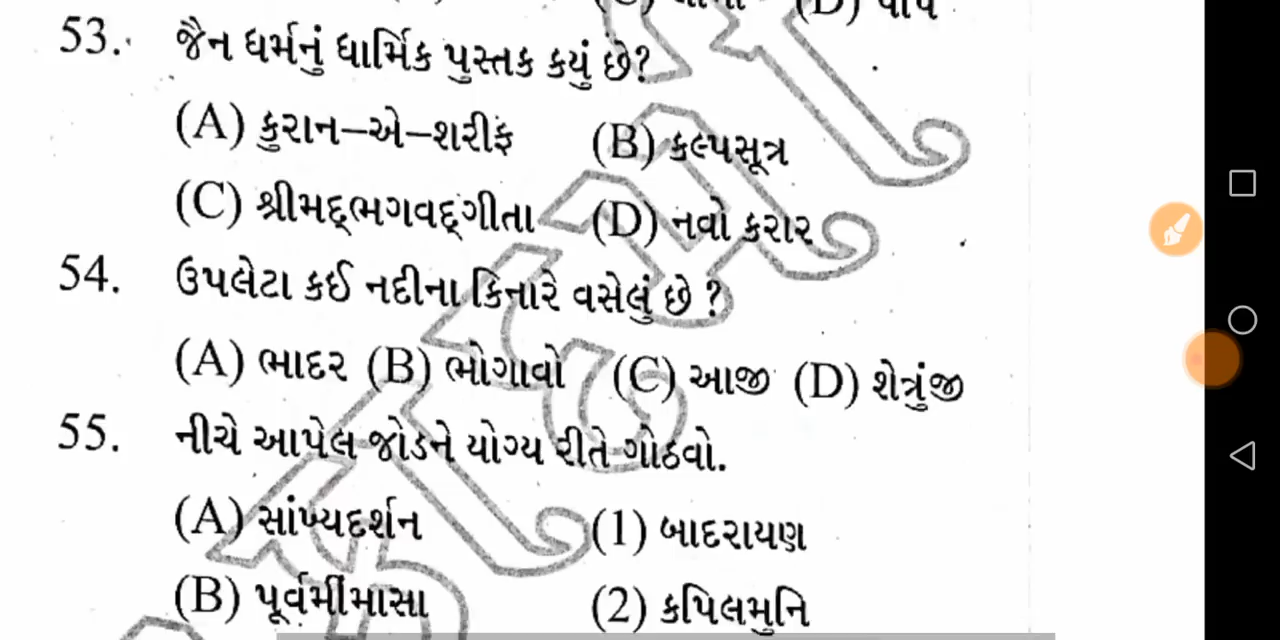 (D) પાપ
53. જૈન ધર્મનું ધાર્મિક પુસ્તક કયું છે?
(A) કુરાન–એ–શરીફ (B) કલ્પસૂત્ર
(C) શ્રીમદ્ભગવદ્ગીતા (D) નવો કરાર
54. ઉપલેટા કઈ નદીના કિનારે વસેલું છે ?
(A) ભાદર (B) ભોગાવો (C) આજી (D) શેત્રુંજી
55. નીચે આપેલ જોડને યોગ્ય રીતે ગોઠવો.
(A) સાંખ્યદર્શન (1) બાદરાયણ
(B) પૂર્વમીંમાસા (2) કપિલમુનિ